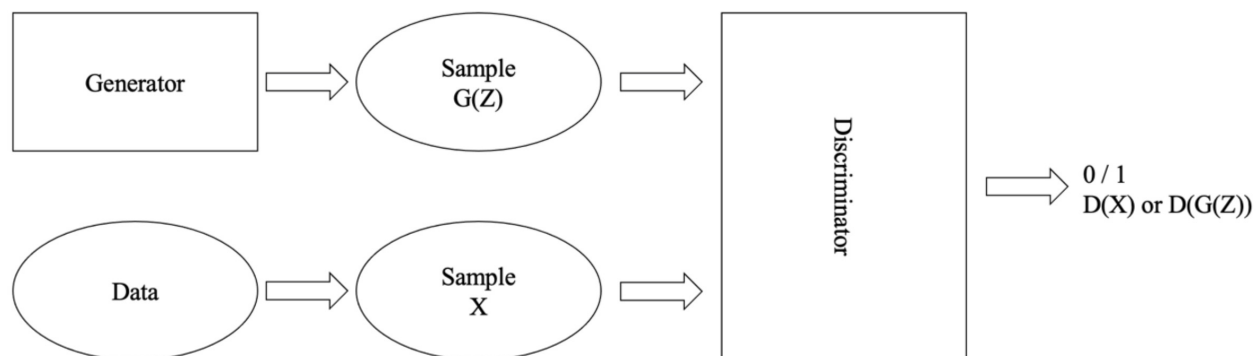 Generator
Sample
G(Z)
Discriminator
0 / 1
D(X) or D(G(Z))
Data
Sample
X